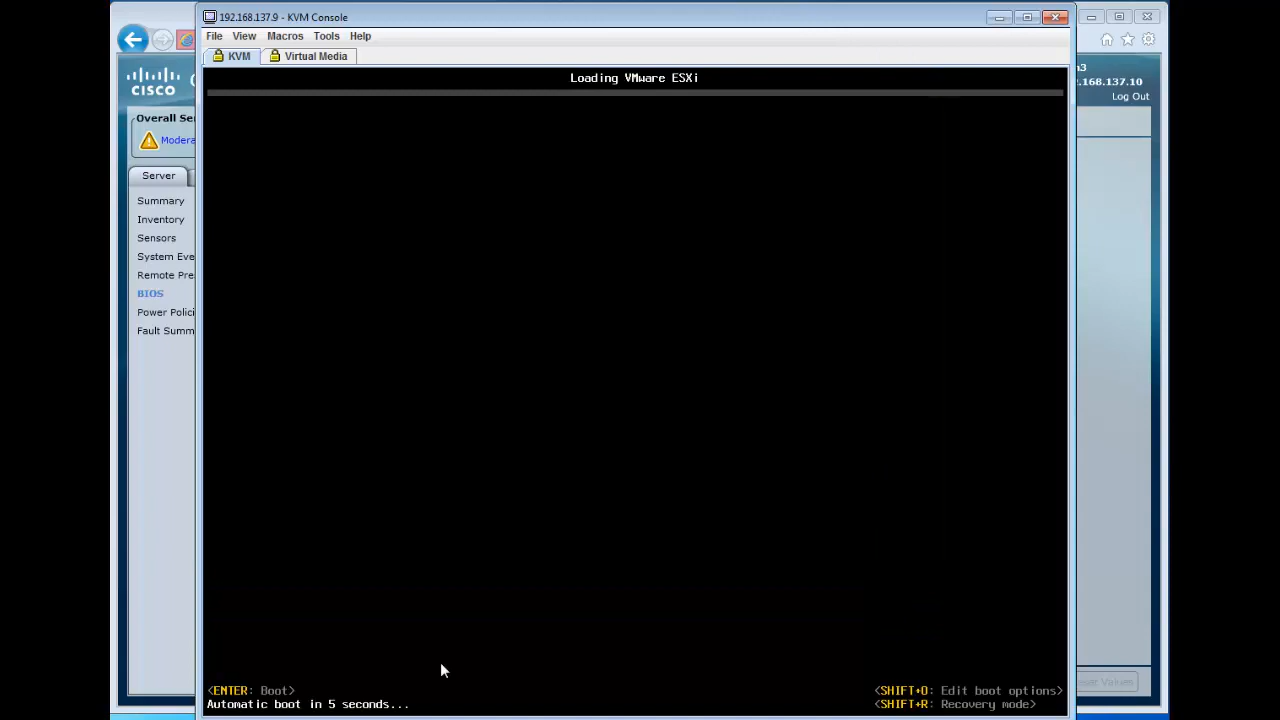 192.168.137.9 - KVM Console
File View Macros Tools Help
KVM Virtual Media
Loading VMware ESXi
CISCO
.168.137.10
Log Out
Overall Se
Modera
Server
Summary
Inventory
Sensors
System Eve
Remote Pre
BIOS
Power Polici
Fault Summ
Values
<ENTER: Boot>
Automatic boot in 5 seconds...
<SHIFT+O: Edit boot options>
<SHIFT+R: Recovery mode>